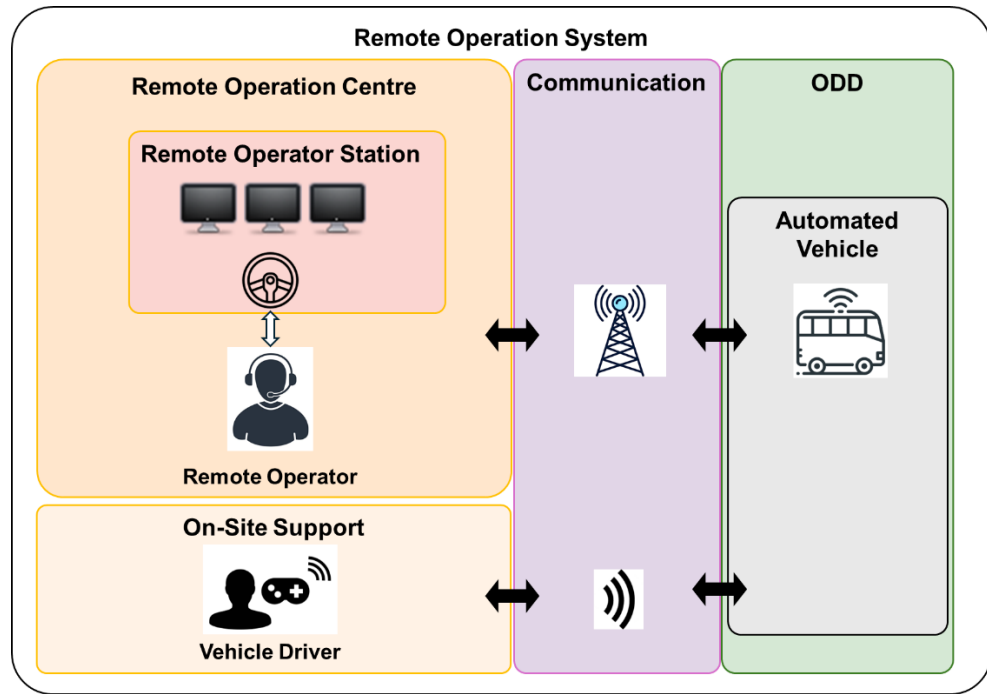 Remote Operation System
Remote Operation Centre
Remote Operator Station
Remote Operator
On-Site Support
Vehicle Driver
Communication
ODD
Automated
Vehicle